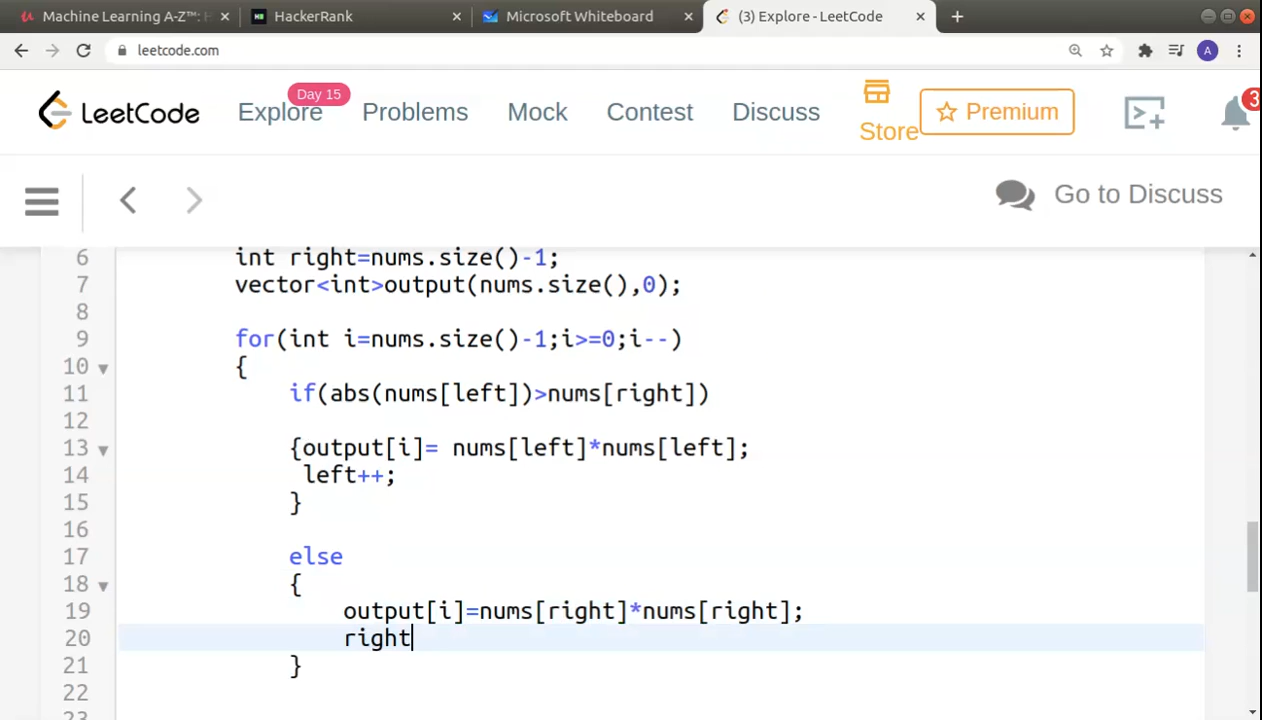 Machine Learning A-Z™: H
HackerRank
Microsoft Whiteboard
(3) Explore - LeetCode
leetcode.com
A
LeetCode
Explore
Day 15
Problems
Mock
Contest
Discuss
Store
Premium
3
Go to Discuss
6 int right=nums.size()-1;
7 vector<int>output(nums.size(),0);
8
9 for(int i=nums.size()-1;i>=0;i--)
10 {
11 if(abs(nums[left])>nums[right])
12
13 {output[i]= nums[left]*nums[left];
14 left++;
15 }
16
17 else
18 {
19 output[i]=nums[right]*nums[right];
20 right
21 }
22
23